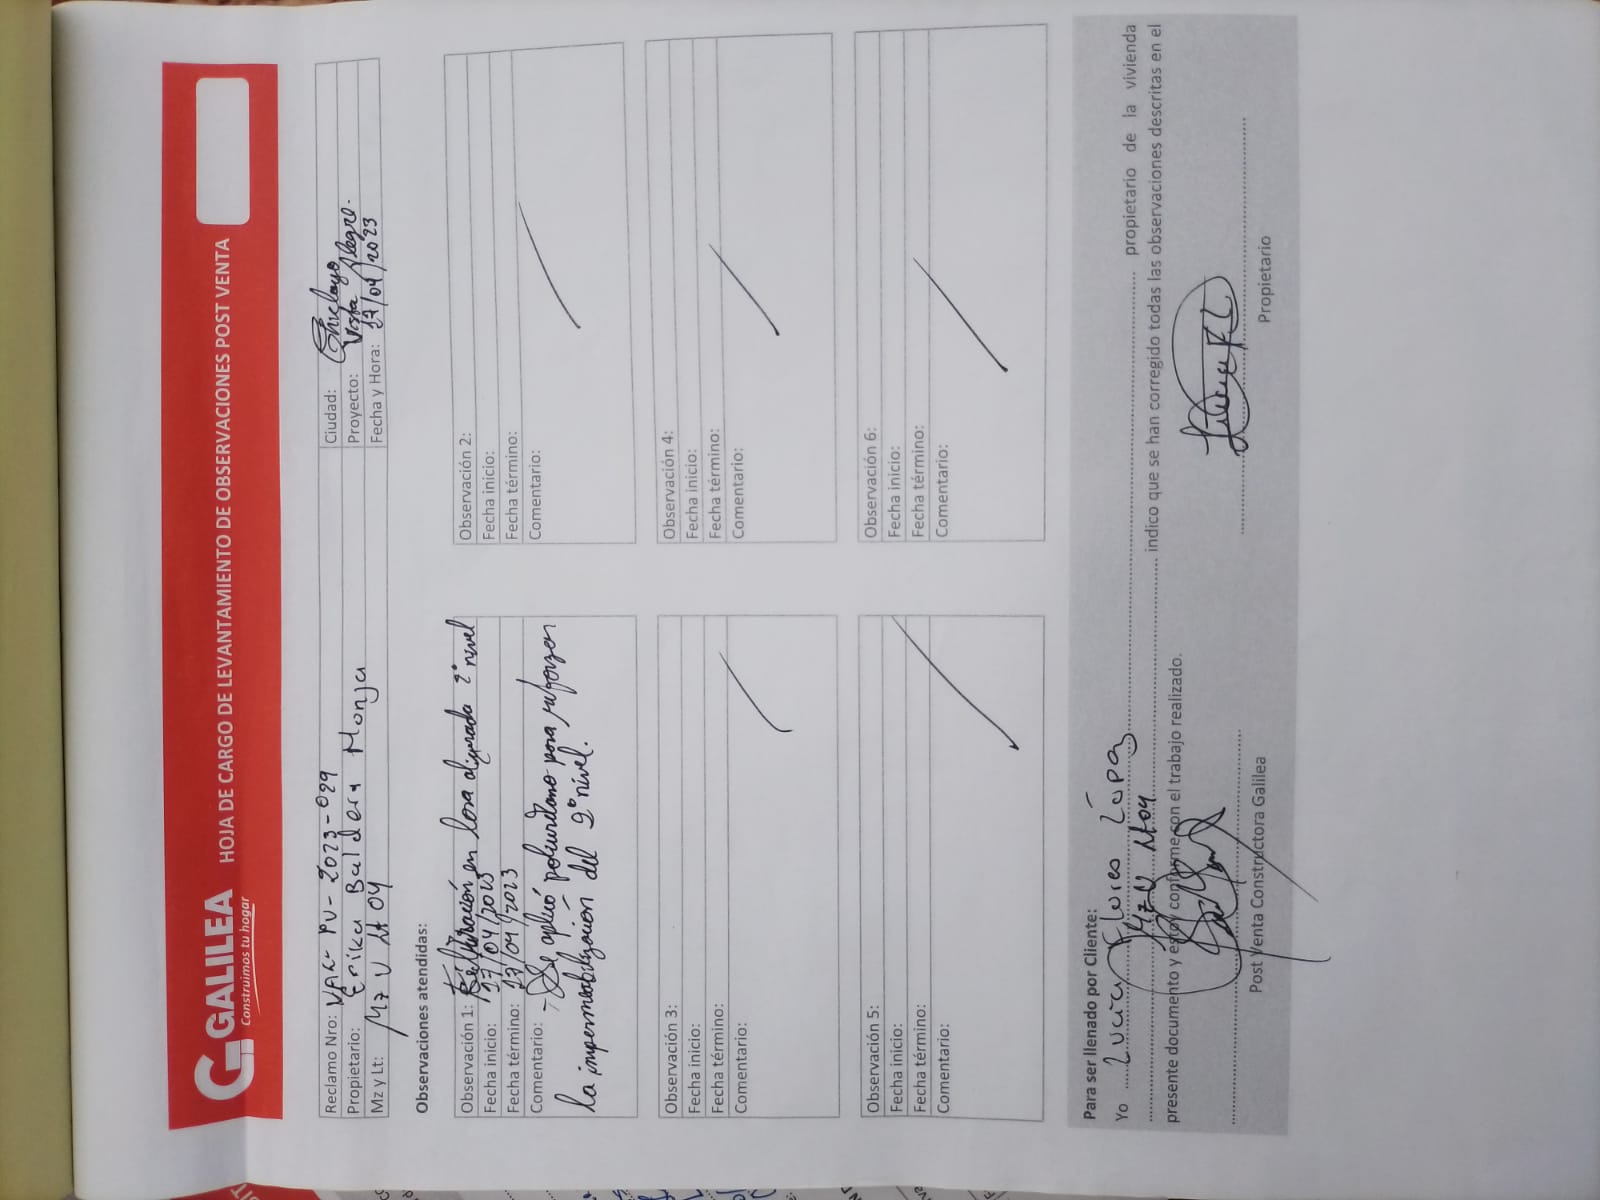 GALILEA
Construimos tu hogar
HOJA DE CARGO DE LEVANTAMIENTO DE OBSERVACIONES POST VENTA
Reclamo Nro: VAR- PV- 2023-029
Ciudad: Chiclayo
Propietario: Erika Baldera Monja
Proyecto: Vista Alegre.
Mz y Lt: Mz V Lt 04
Fecha y Hora: 17/04/2023
Observaciones atendidas:
Observación 1: Filtración en losa aligerada 2° nivel
Fecha inicio: 17/04/2023
Fecha término: 17/04/2023
Comentario: - Se aplicó poliuretano para reforzar
la impermeabilización del 2° nivel.
Observación 2:
Fecha inicio:
Fecha término:
Comentario:
Observación 3:
Fecha inicio:
Fecha término:
Comentario:
Observación 4:
Fecha inicio:
Fecha término:
Comentario:
Observación 5:
Fecha inicio:
Fecha término:
Comentario:
Observación 6:
Fecha inicio:
Fecha término:
Comentario:
Para ser llenado por Cliente:
Yo Lucia Flores Lopez propietario de la vivienda
Mz V Lt 04 indico que se han corregido todas las observaciones descritas en el
presente documento y estoy conforme con el trabajo realizado.
Post Venta Constructora Galilea
Propietario